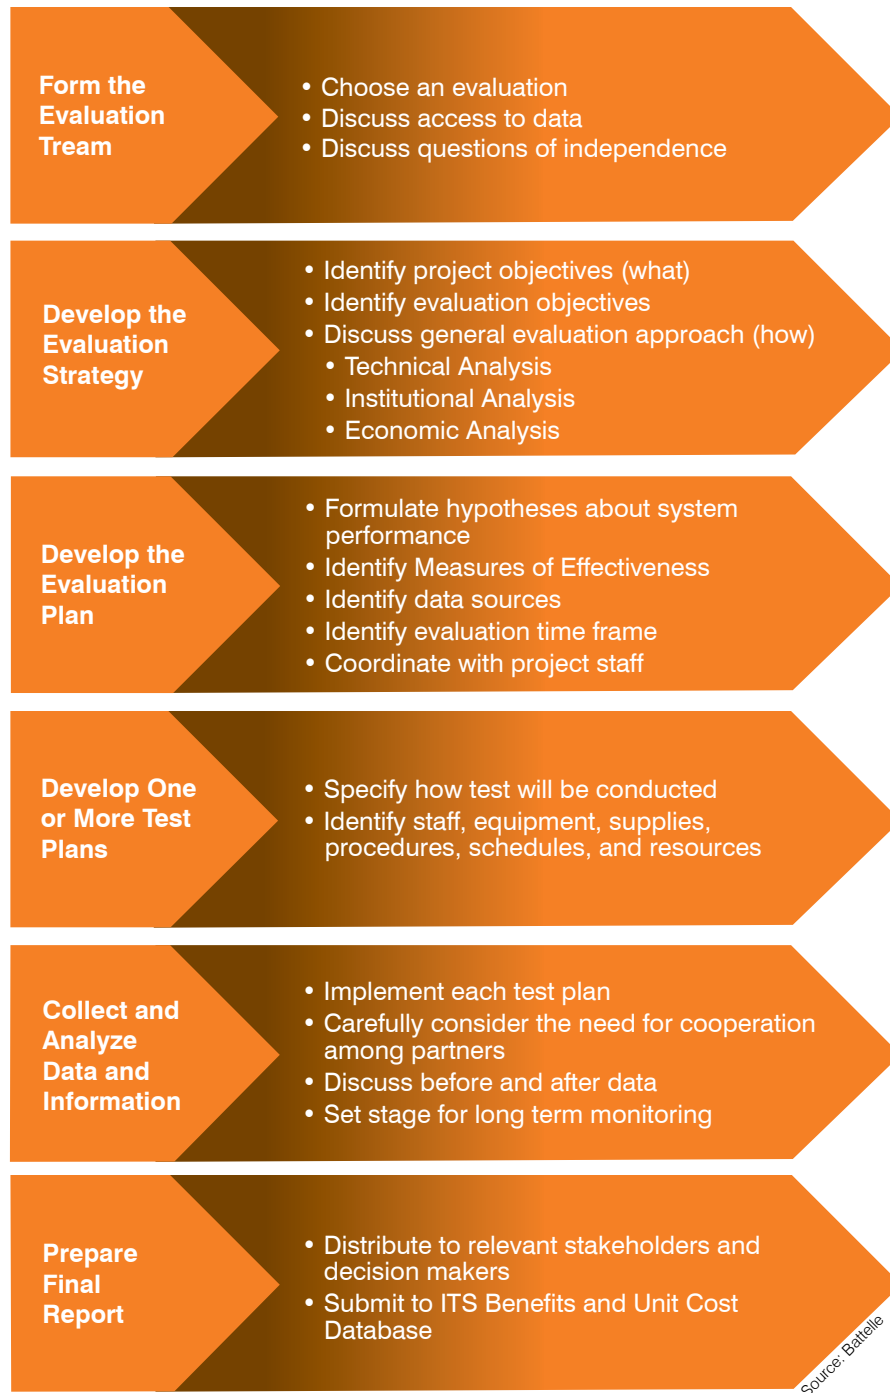 Form the
Evaluation
Tream
• Choose an evaluation
• Discuss access to data
• Discuss questions of independence
Develop the
Evaluation
Strategy
• Identify project objectives (what)
• Identify evaluation objectives
• Discuss general evaluation approach (how)
• Technical Analysis
• Institutional Analysis
• Economic Analysis
Develop the
Evaluation
Plan
• Formulate hypotheses about system
performance
• Identify Measures of Effectiveness
• Identify data sources
• Identify evaluation time frame
• Coordinate with project staff
Develop One
or More Test
Plans
• Specify how test will be conducted
• Identify staff, equipment, supplies,
procedures, schedules, and resources
Collect and
Analyze
Data and
Information
• Implement each test plan
• Carefully consider the need for cooperation
among partners
• Discuss before and after data
• Set stage for long term monitoring
Prepare
Final
Report
• Distribute to relevant stakeholders and
decision makers
• Submit to ITS Benefits and Unit Cost
Database
Source: Battelle